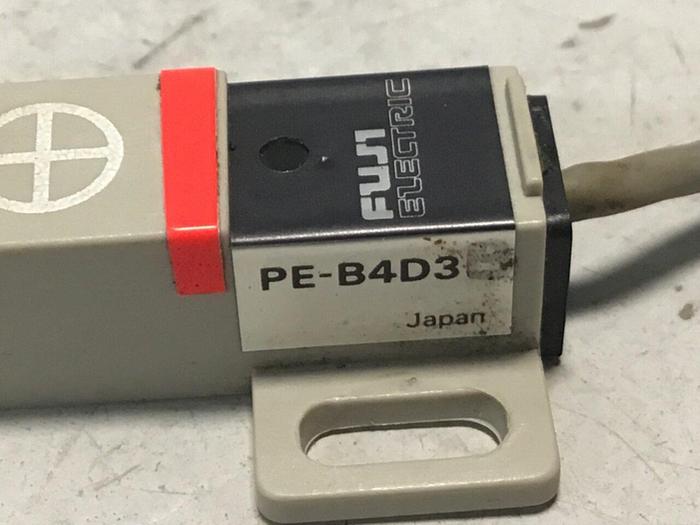 FUJI
ELECTRIC
PE-B4D3
Japan